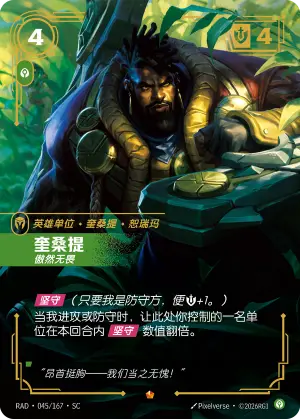 4
4
英雄单位·奎桑提·恕瑞玛
奎桑提
傲然无畏
坚守 （只要我是防守方，便+1。）
当我进攻或防守时，让此处你控制的一名单
位在本回合内 坚守 数值翻倍。
“昂首挺胸——我们当之无愧！”
RAD · 045/167 · SC
Pixelverse · ©2026RGI